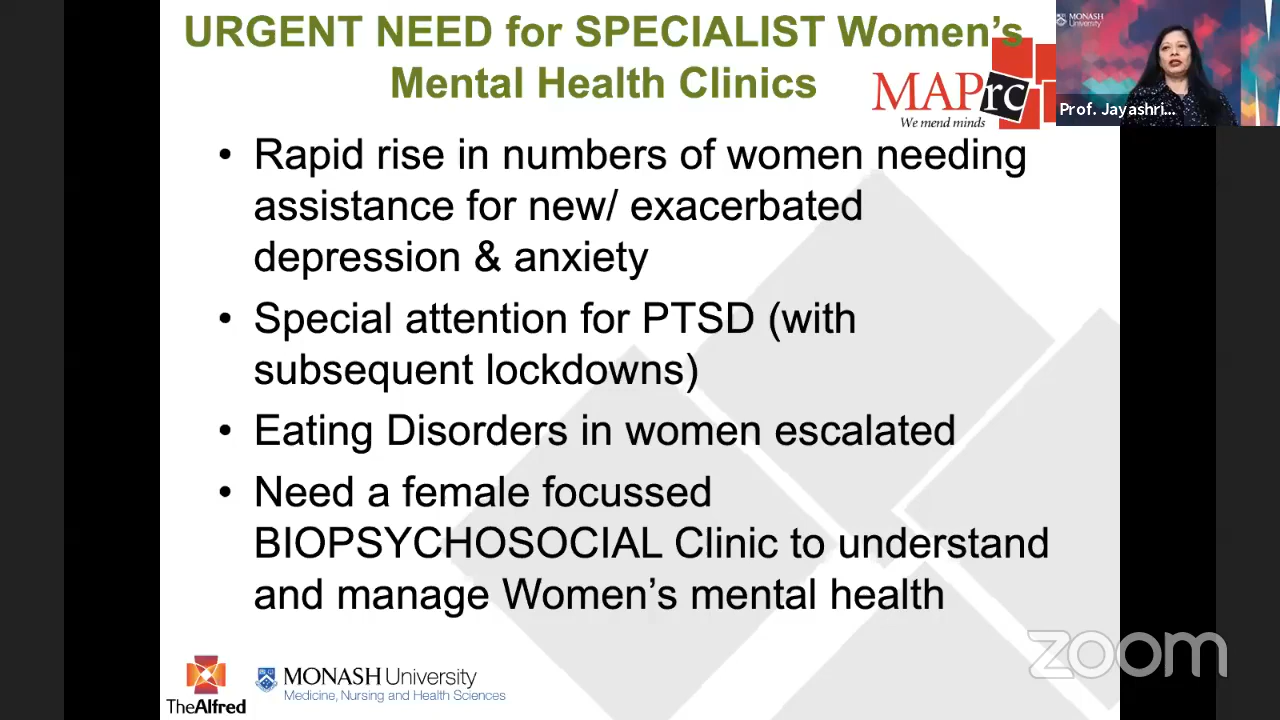 URGENT NEED for SPECIALIST Women's
Mental Health Clinics
MAPrc
We mend minds
MONASH
University
Prof. Jayashri...
• Rapid rise in numbers of women needing
assistance for new/ exacerbated
depression & anxiety
• Special attention for PTSD (with
subsequent lockdowns)
• Eating Disorders in women escalated
• Need a female focussed
BIOPSYCHOSOCIAL Clinic to understand
and manage Women's mental health
zoom
TheAlfred
MONASH University
Medicine, Nursing and Health Sciences